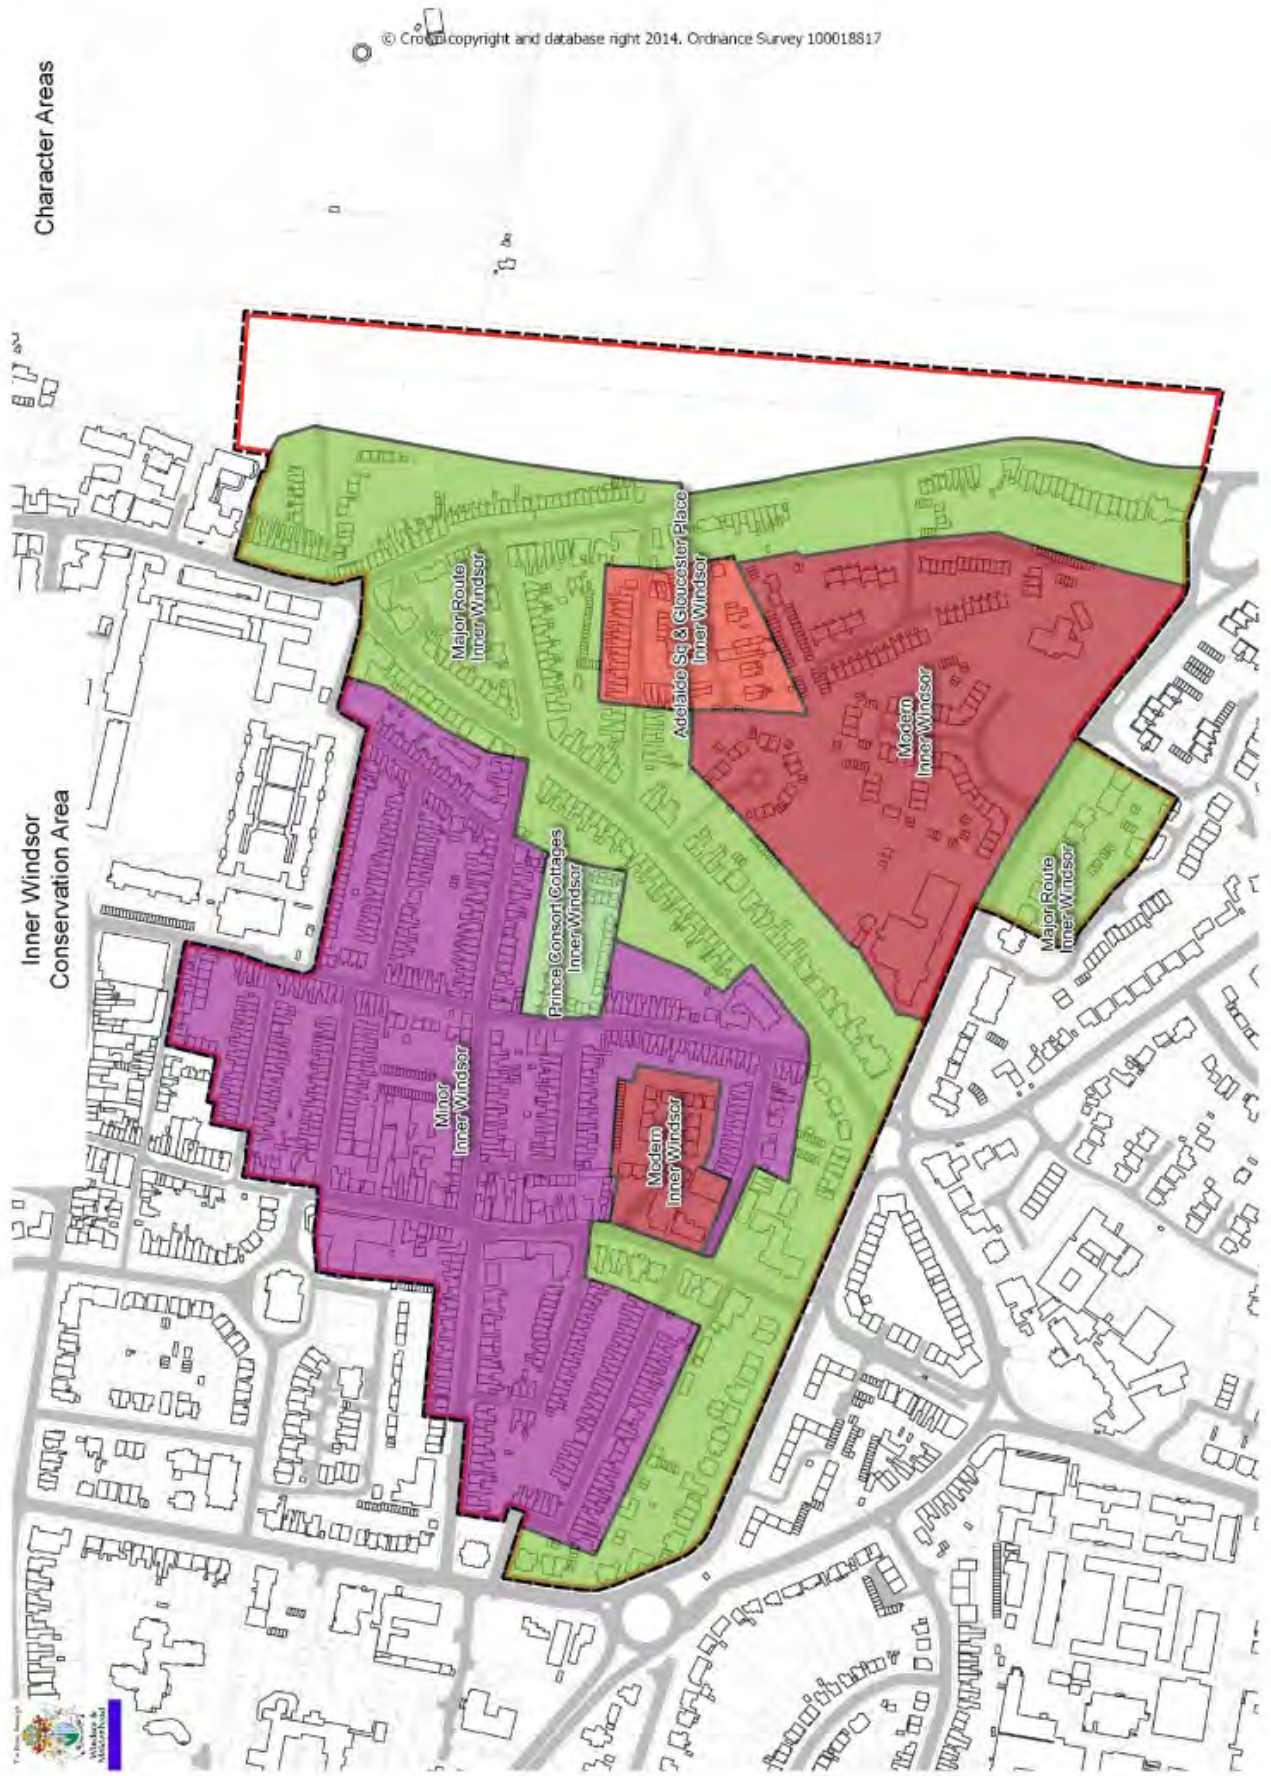 Inner Windsor
Conservation Area
Character Areas
© Crown copyright and database right 2014. Ordnance Survey 100018817
Major Route
Inner Windsor
Adelaide Sq & Gloucester Place
Inner Windsor
Modern
Inner Windsor
Major Route
Inner Windsor
Prince Consort Cottages
Inner Windsor
Minor
Inner Windsor
Modern
Inner Windsor
Windsor &
Maidenhead